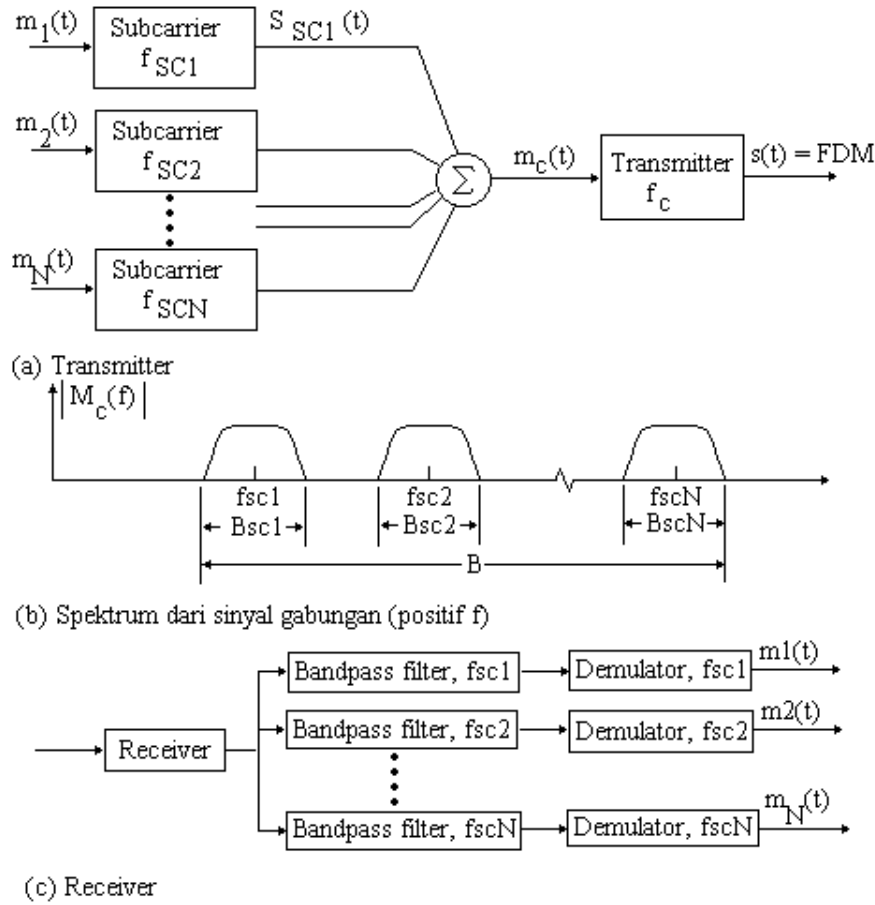 m1(t)
Subcarrier
fSC1
SSC1(t)
m2(t)
Subcarrier
fSC2
Σ
mc(t)
Transmitter
fc
s(t) = FDM
mN(t)
Subcarrier
fSCN
(a) Transmitter
|Mc(f)|
fsc1
fsc2
fscN
Bsc1
Bsc2
BscN
B
(b) Spektrum dari sinyal gabungan (positif f)
Receiver
Bandpass filter, fsc1
Demulator, fsc1
m1(t)
Bandpass filter, fsc2
Demulator, fsc2
m2(t)
Bandpass filter, fscN
Demulator, fscN
mN(t)
(c) Receiver